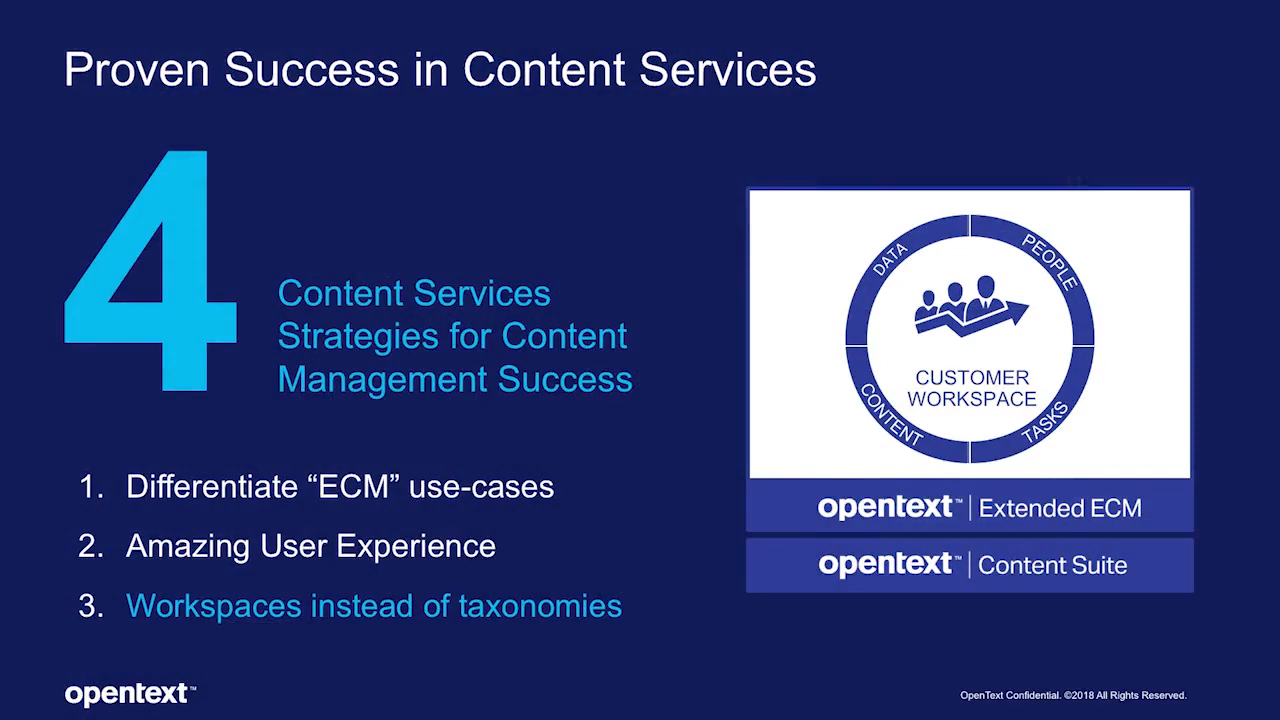 Proven Success in Content Services
4
Content Services
Strategies for Content
Management Success
1. Differentiate “ECM” use-cases
2. Amazing User Experience
3. Workspaces instead of taxonomies
DATA
PEOPLE
CUSTOMER
WORKSPACE
CONTENT
TASKS
opentext™ | Extended ECM
opentext™ | Content Suite
opentext™
OpenText Confidential. ©2018 All Rights Reserved.